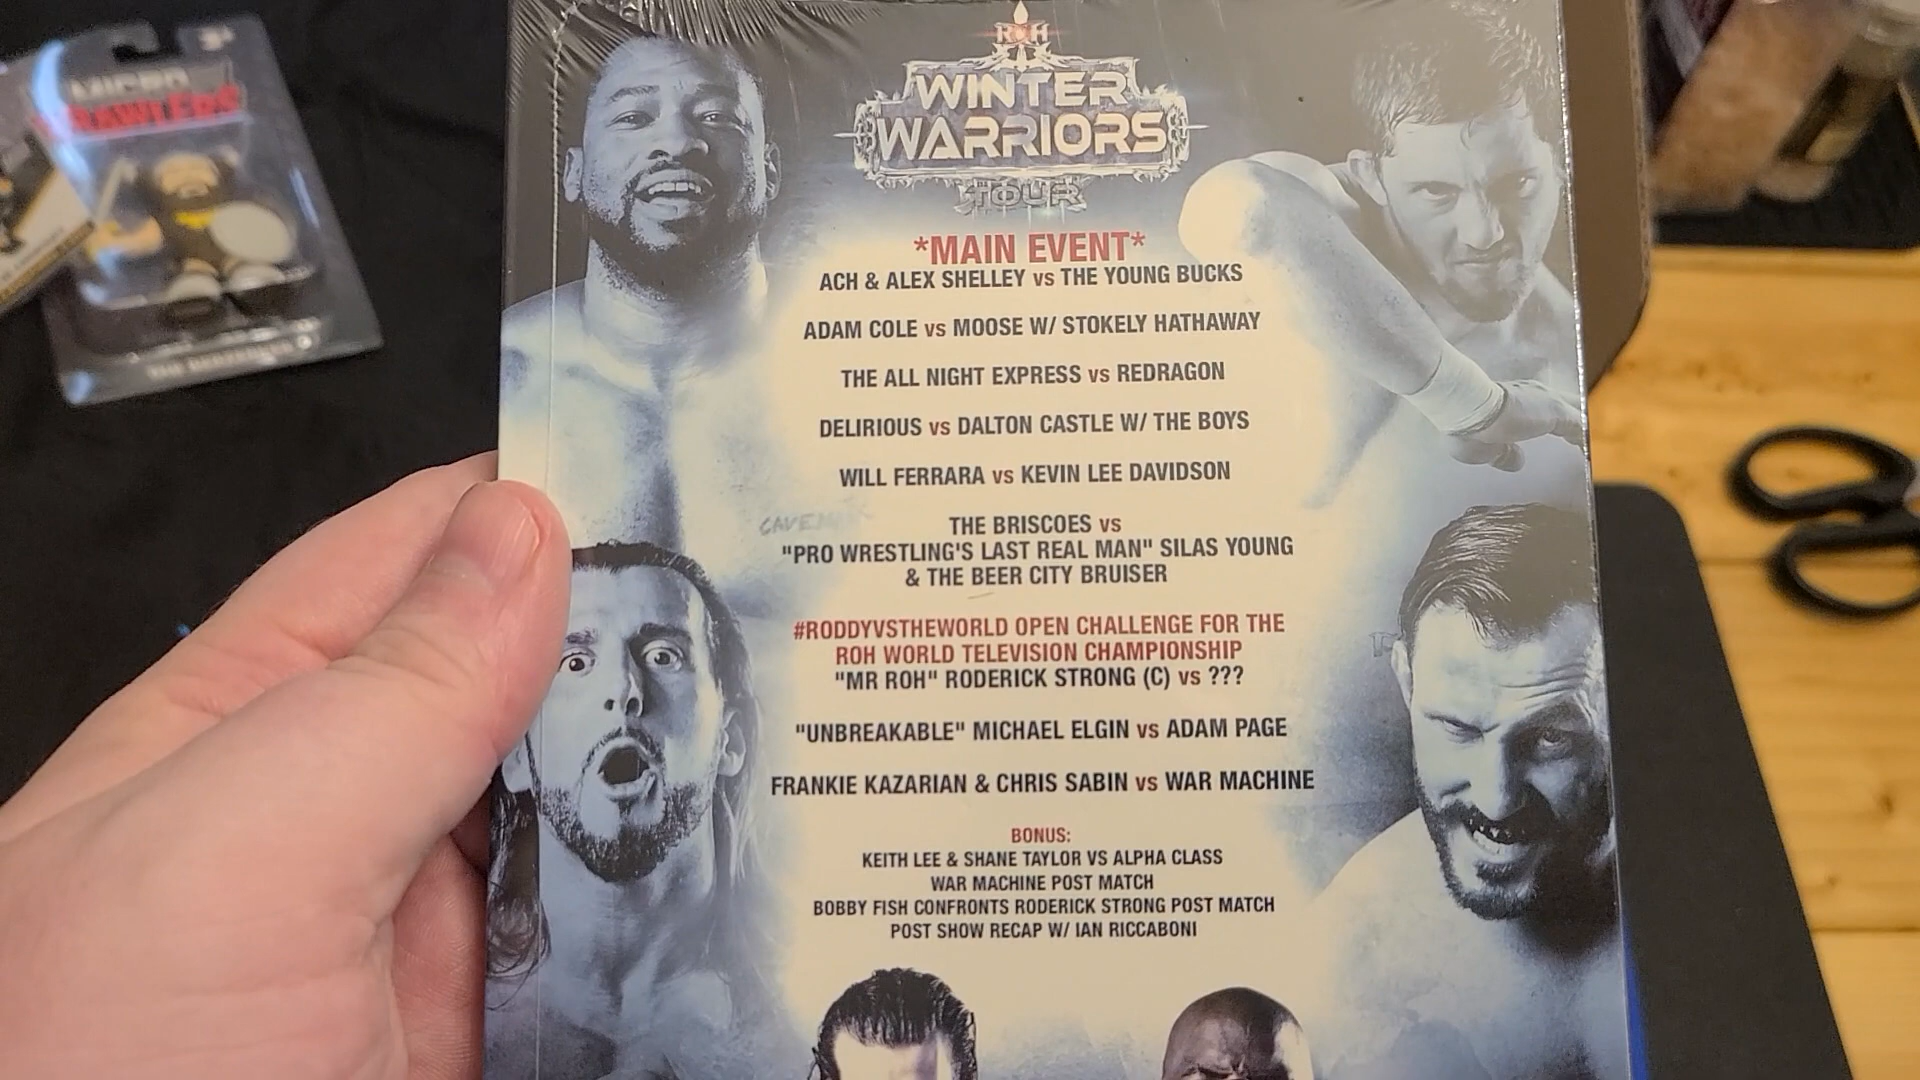 MICRO
BRAWLERS
ROH
WINTER
WARRIORS
TOUR
*MAIN EVENT*
ACH & ALEX SHELLEY vs THE YOUNG BUCKS
ADAM COLE vs MOOSE W/ STOKELY HATHAWAY
THE ALL NIGHT EXPRESS vs REDRAGON
DELIRIOUS vs DALTON CASTLE W/ THE BOYS
WILL FERRARA vs KEVIN LEE DAVIDSON
THE BRISCOES vs
"PRO WRESTLING'S LAST REAL MAN" SILAS YOUNG
& THE BEER CITY BRUISER
#RODDYVSTHEWORLD OPEN CHALLENGE FOR THE
ROH WORLD TELEVISION CHAMPIONSHIP
"MR ROH" RODERICK STRONG (C) vs ???
"UNBREAKABLE" MICHAEL ELGIN vs ADAM PAGE
FRANKIE KAZARIAN & CHRIS SABIN vs WAR MACHINE
BONUS:
KEITH LEE & SHANE TAYLOR VS ALPHA CLASS
WAR MACHINE POST MATCH
BOBBY FISH CONFRONTS RODERICK STRONG POST MATCH
POST SHOW RECAP W/ IAN RICCABONI